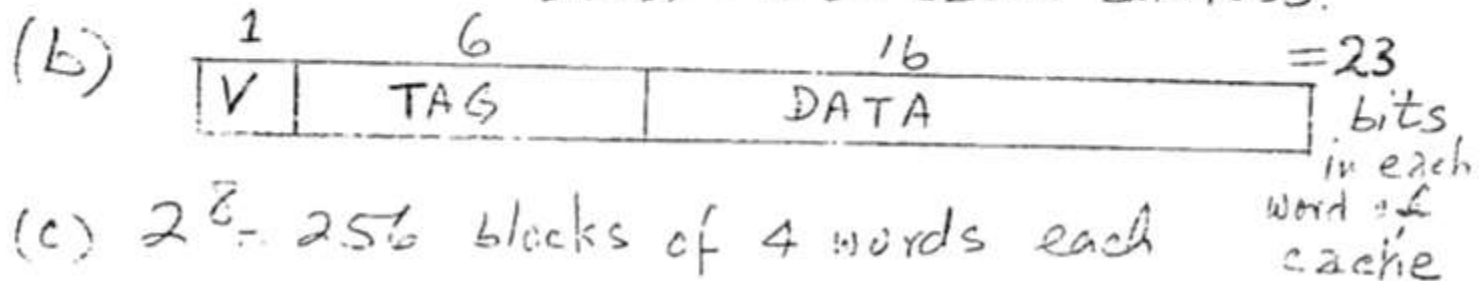 (b) 1 6 16 = 23
V TAG DATA bits
in each
word of
cache
(c) 2^8 = 256 blocks of 4 words each